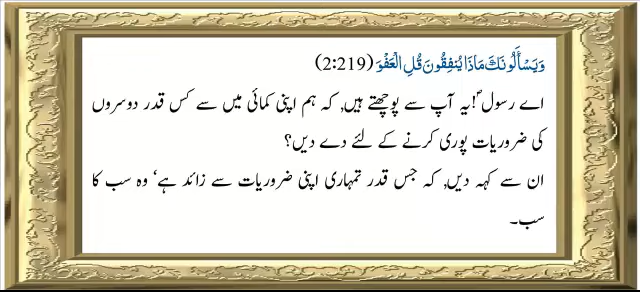 وَيَسْأَلُونَكَ مَاذَا يُنفِقُونَ قُلِ الْعَفْوَ (2:219)
اے رسولؐ! یہ آپ سے پوچھتے ہیں, کہ ہم اپنی کمائی میں سے کس قدر دوسروں
کی ضروریات پوری کرنے کے لئے دے دیں؟
ان سے کہہ دیں, کہ جس قدر تمہاری اپنی ضروریات سے زائد ہے‘ وہ سب کا
سب۔